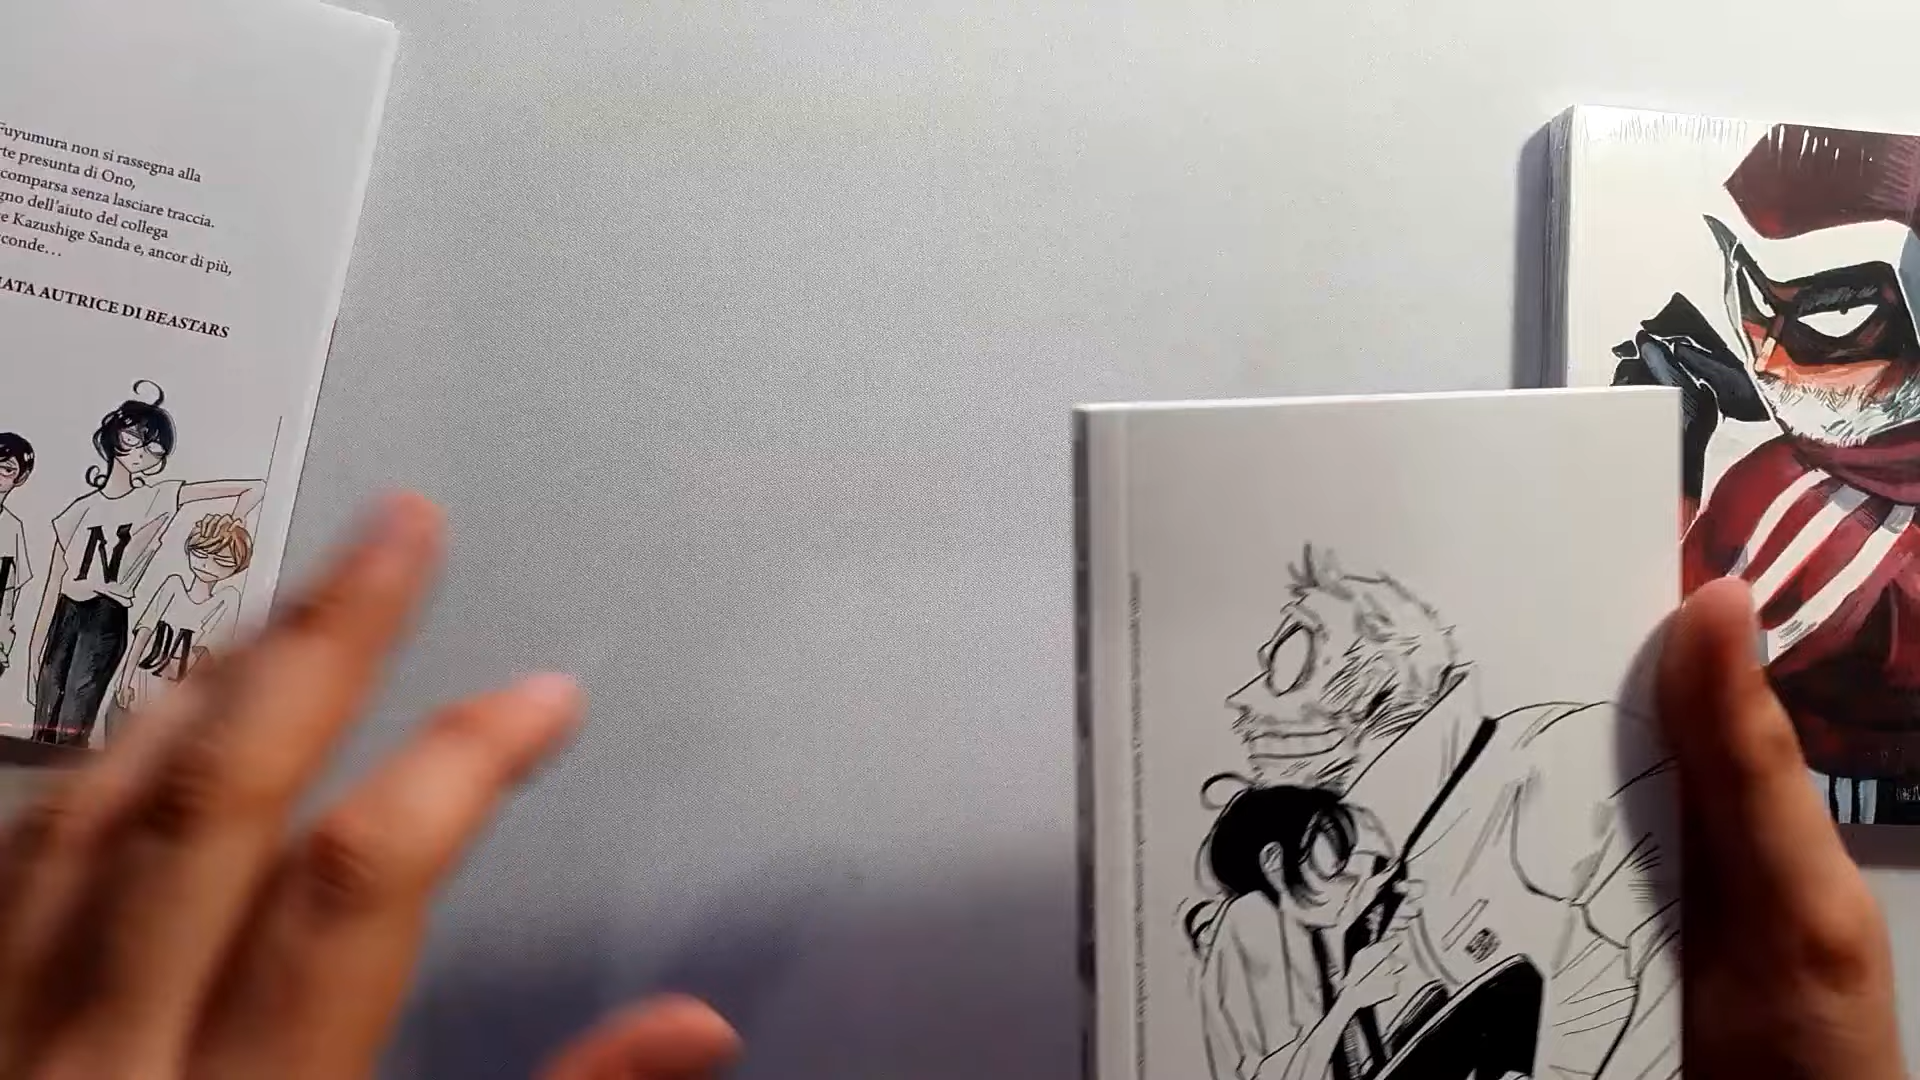 Fuyumura non si rassegna alla
rte presunta di Ono,
comparsa senza lasciare traccia.
gno dell'aiuto del collega
e Kazushige Sanda e, ancor di più,
conde...
IATA AUTRICE DI BEASTARS
N
DA